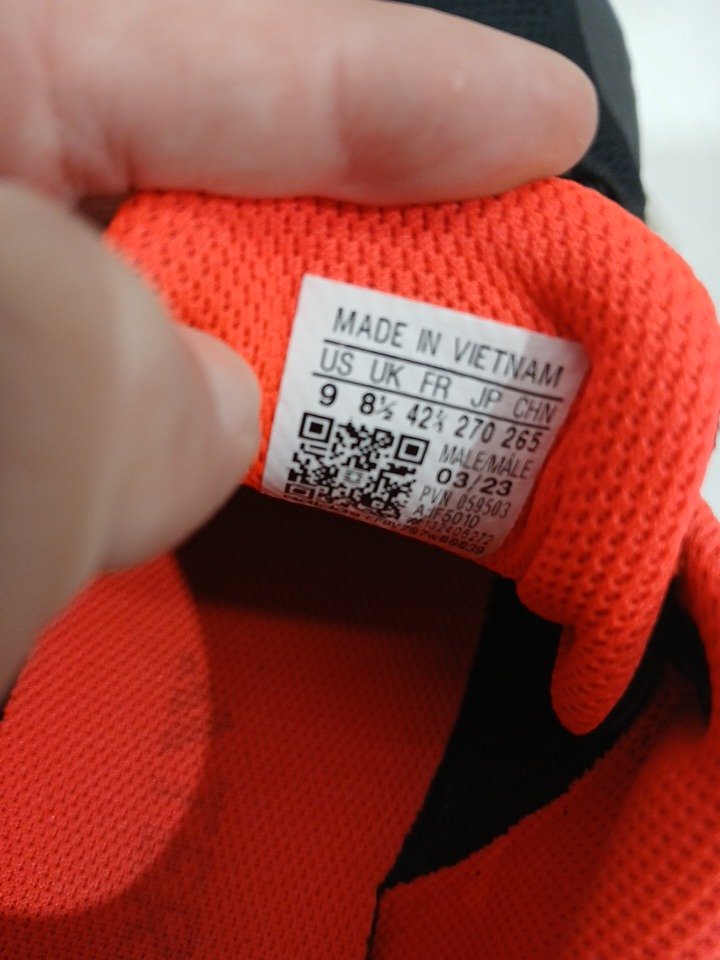 MADE IN VIETNAM
US UK FR JP CHN
9 8½ 42⅔ 270 265
MALE/MÂLE
03/23
PVN 059503